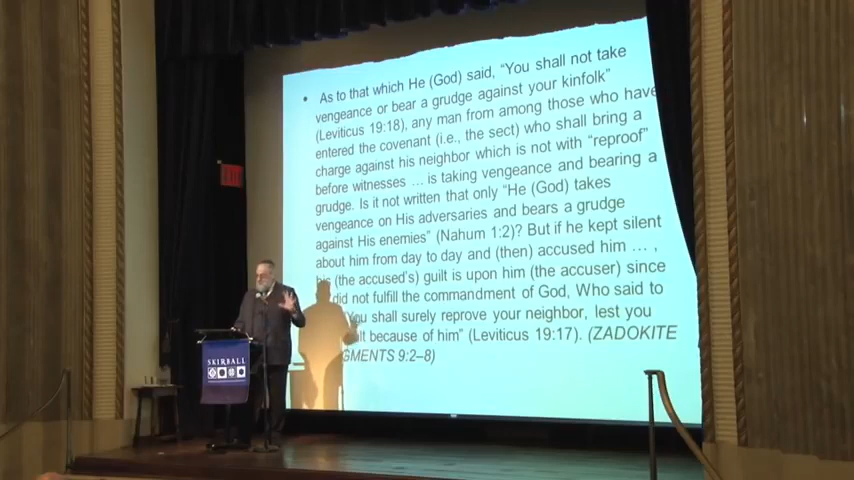 • As to that which He (God) said, “You shall not take
vengeance or bear a grudge against your kinfolk”
(Leviticus 19:18), any man from among those who have
entered the covenant (i.e., the sect) who shall bring a
charge against his neighbor which is not with “reproof”
before witnesses … is taking vengeance and bearing a
grudge. Is it not written that only “He (God) takes
vengeance on His adversaries and bears a grudge
against His enemies” (Nahum 1:2)? But if he kept silent
about him from day to day and (then) accused him … ,
(the accused’s) guilt is upon him (the accuser) since
did not fulfill the commandment of God, Who said to
You shall surely reprove your neighbor, lest you
because of him” (Leviticus 19:17). (ZADOKITE
GMENTS 9:2–8)
SKIRBALL